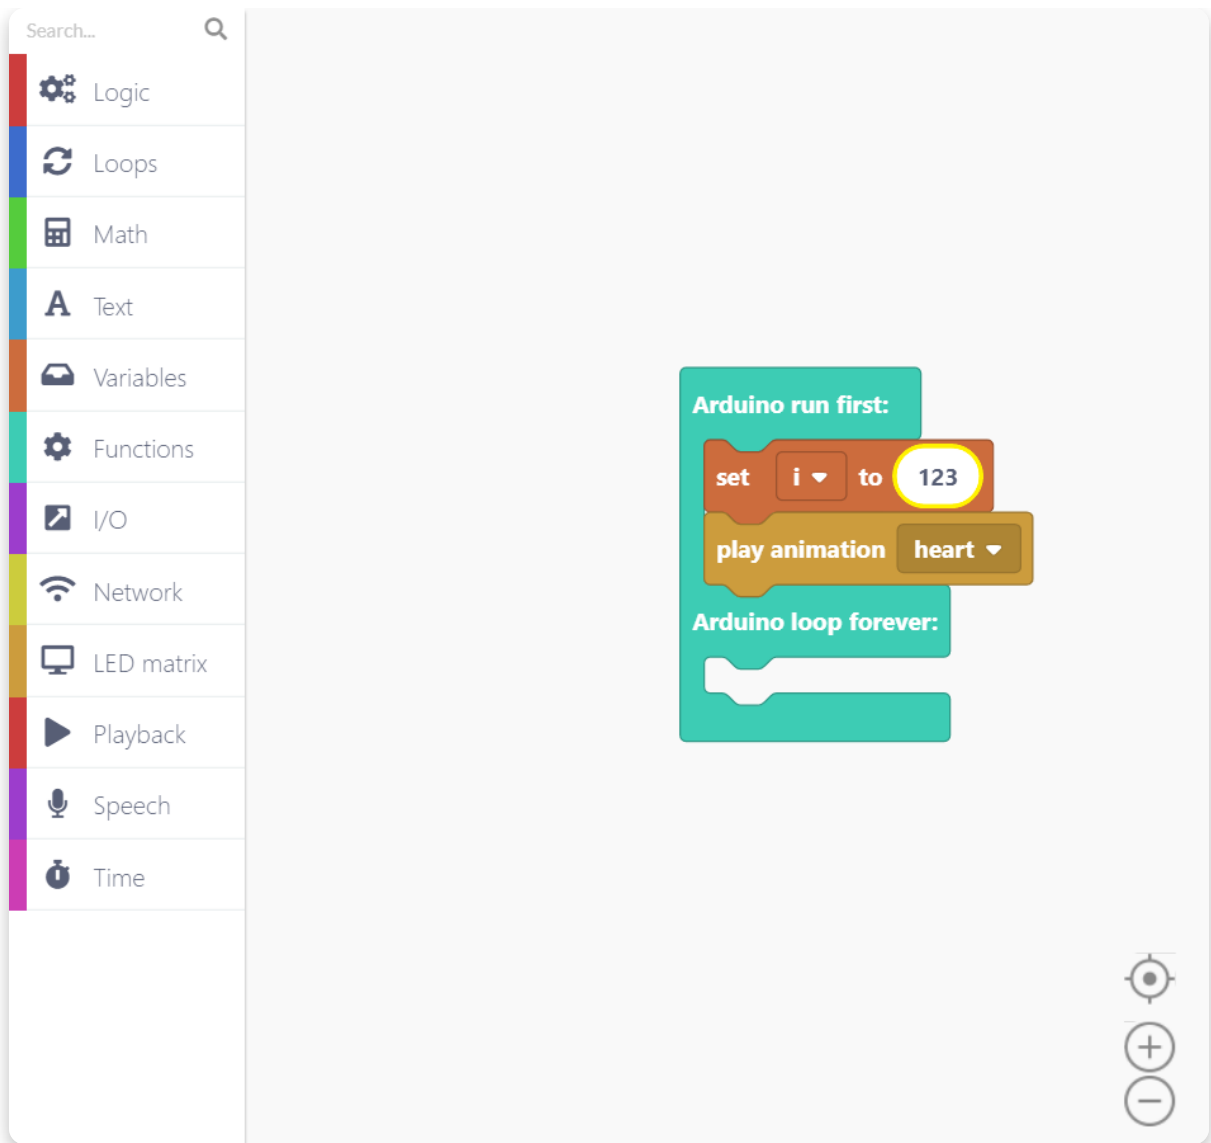 Search...
Logic
Loops
Math
Text
Variables
Functions
I/O
Network
LED matrix
Playback
Speech
Time
Arduino run first:
set i to 123
play animation heart
Arduino loop forever: